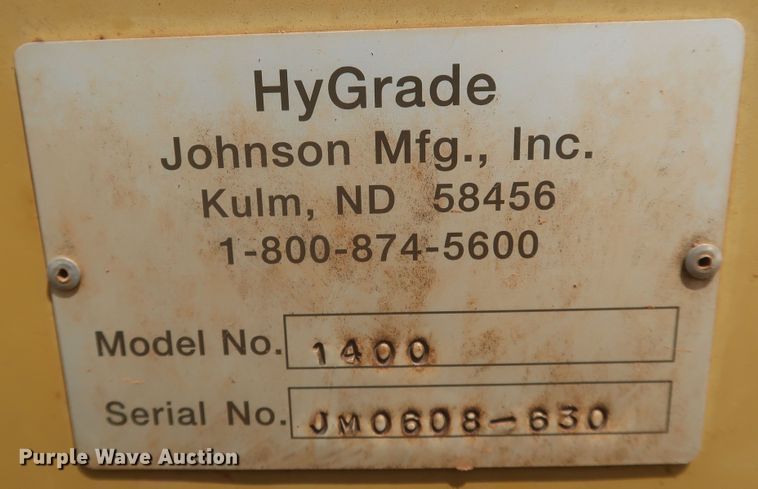 HyGrade
Johnson Mfg., Inc.
Kulm, ND 58456
1-800-874-5600
Model No. 1400
Serial No. JM0608-630
Purple Wave Auction